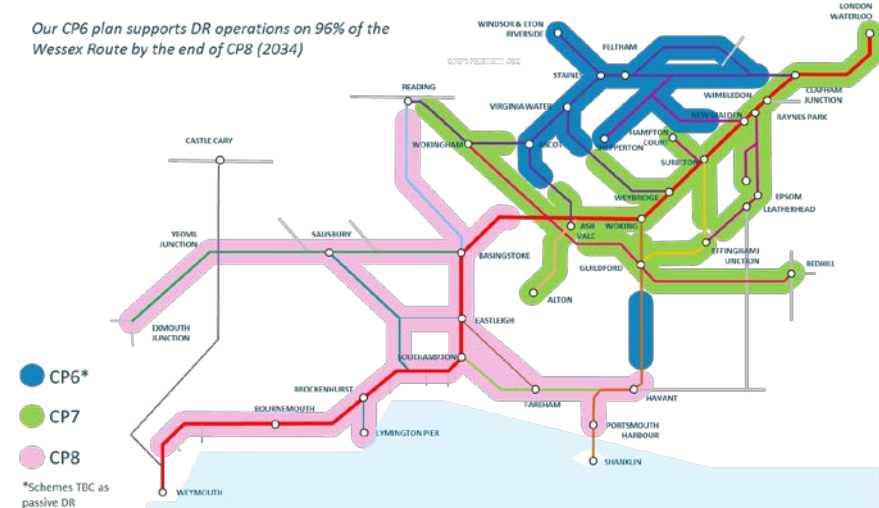 Our CP6 plan supports DR operations on 96% of the
Wessex Route by the end of CP8 (2034)
LONDON
WATERLOO
WINDSOR & ETON
RIVERSIDE
FELTHAM
STAINES
CLAPHAM
JUNCTION
READING
WIMBLEDON
VIRGINIA WATER
NEW MALDEN
RAYNES PARK
CASTLE CARY
HAMPTON
COURT
WOKINGHAM
ASCOT
SHEPPERTON
SURBITON
WEYBRIDGE
EPSOM
LEATHERHEAD
YEOVIL
JUNCTION
SALISBURY
ASH
VALE
WOKING
BASINGSTOKE
EFFINGHAM
JUNCTION
GUILDFORD
REDHILL
ALTON
EXMOUTH
JUNCTION
EASTLEIGH
SOUTHAMPTON
CP6*
CP7
CP8
BROCKENHURST
FAREHAM
HAVANT
BOURNEMOUTH
LYMINGTON PIER
PORTSMOUTH
HARBOUR
SHANKLIN
*Schemes TBC as
passive DR
WEYMOUTH